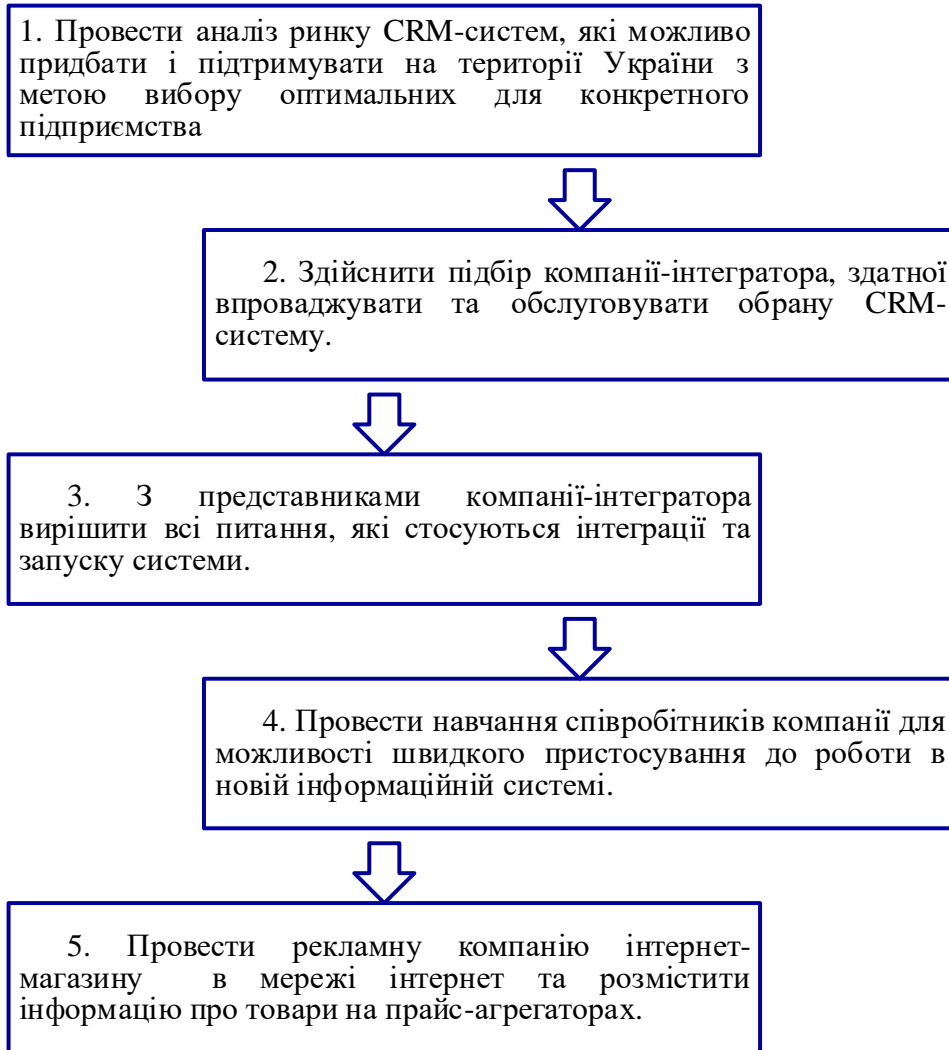 1. Провести аналіз ринку CRM-систем, які можливо
придбати і підтримувати на території України з
метою вибору оптимальних для конкретного
підприємства
2. Здійснити підбір компанії-інтегратора, здатної
впроваджувати та обслуговувати обрану CRM-
систему.
3. З представниками компанії-інтегратора
вирішити всі питання, які стосуються інтеграції та
запуску системи.
4. Провести навчання співробітників компанії для
можливості швидкого пристосування до роботи в
новій інформаційній системі.
5. Провести рекламну компанію інтернет-
магазину в мережі інтернет та розмістити
інформацію про товари на прайс-агрегаторах.